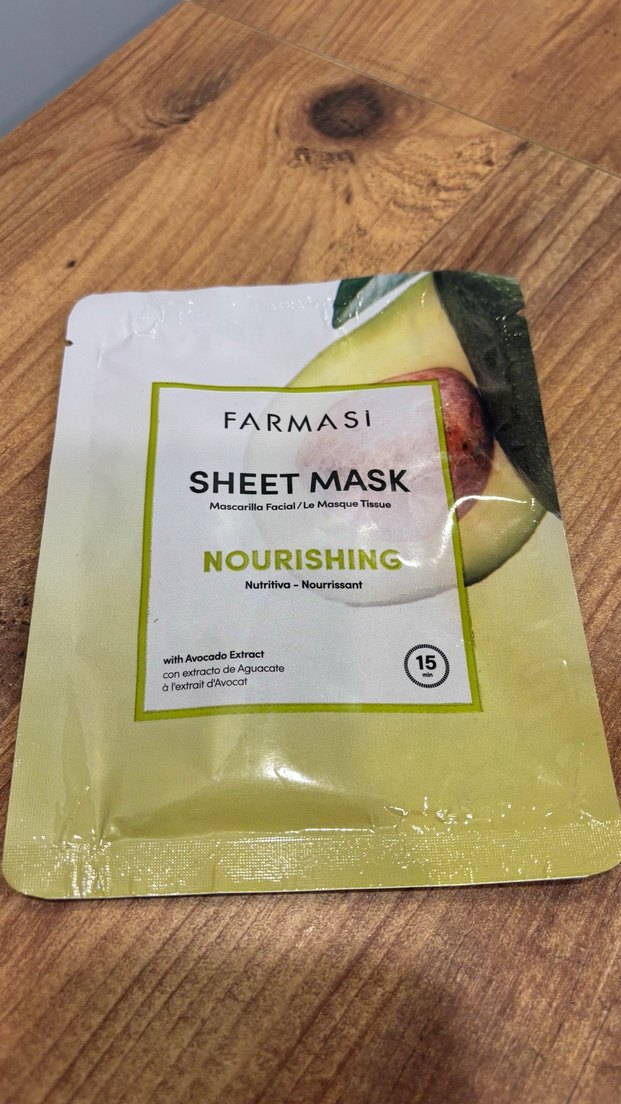 FARMASi
SHEET MASK
Mascarilla Facial / Le Masque Tissue
NOURISHING
Nutritiva - Nourrissant
with Avocado Extract
con extracto de Aguacate
à l'extrait d'Avocat
15
min